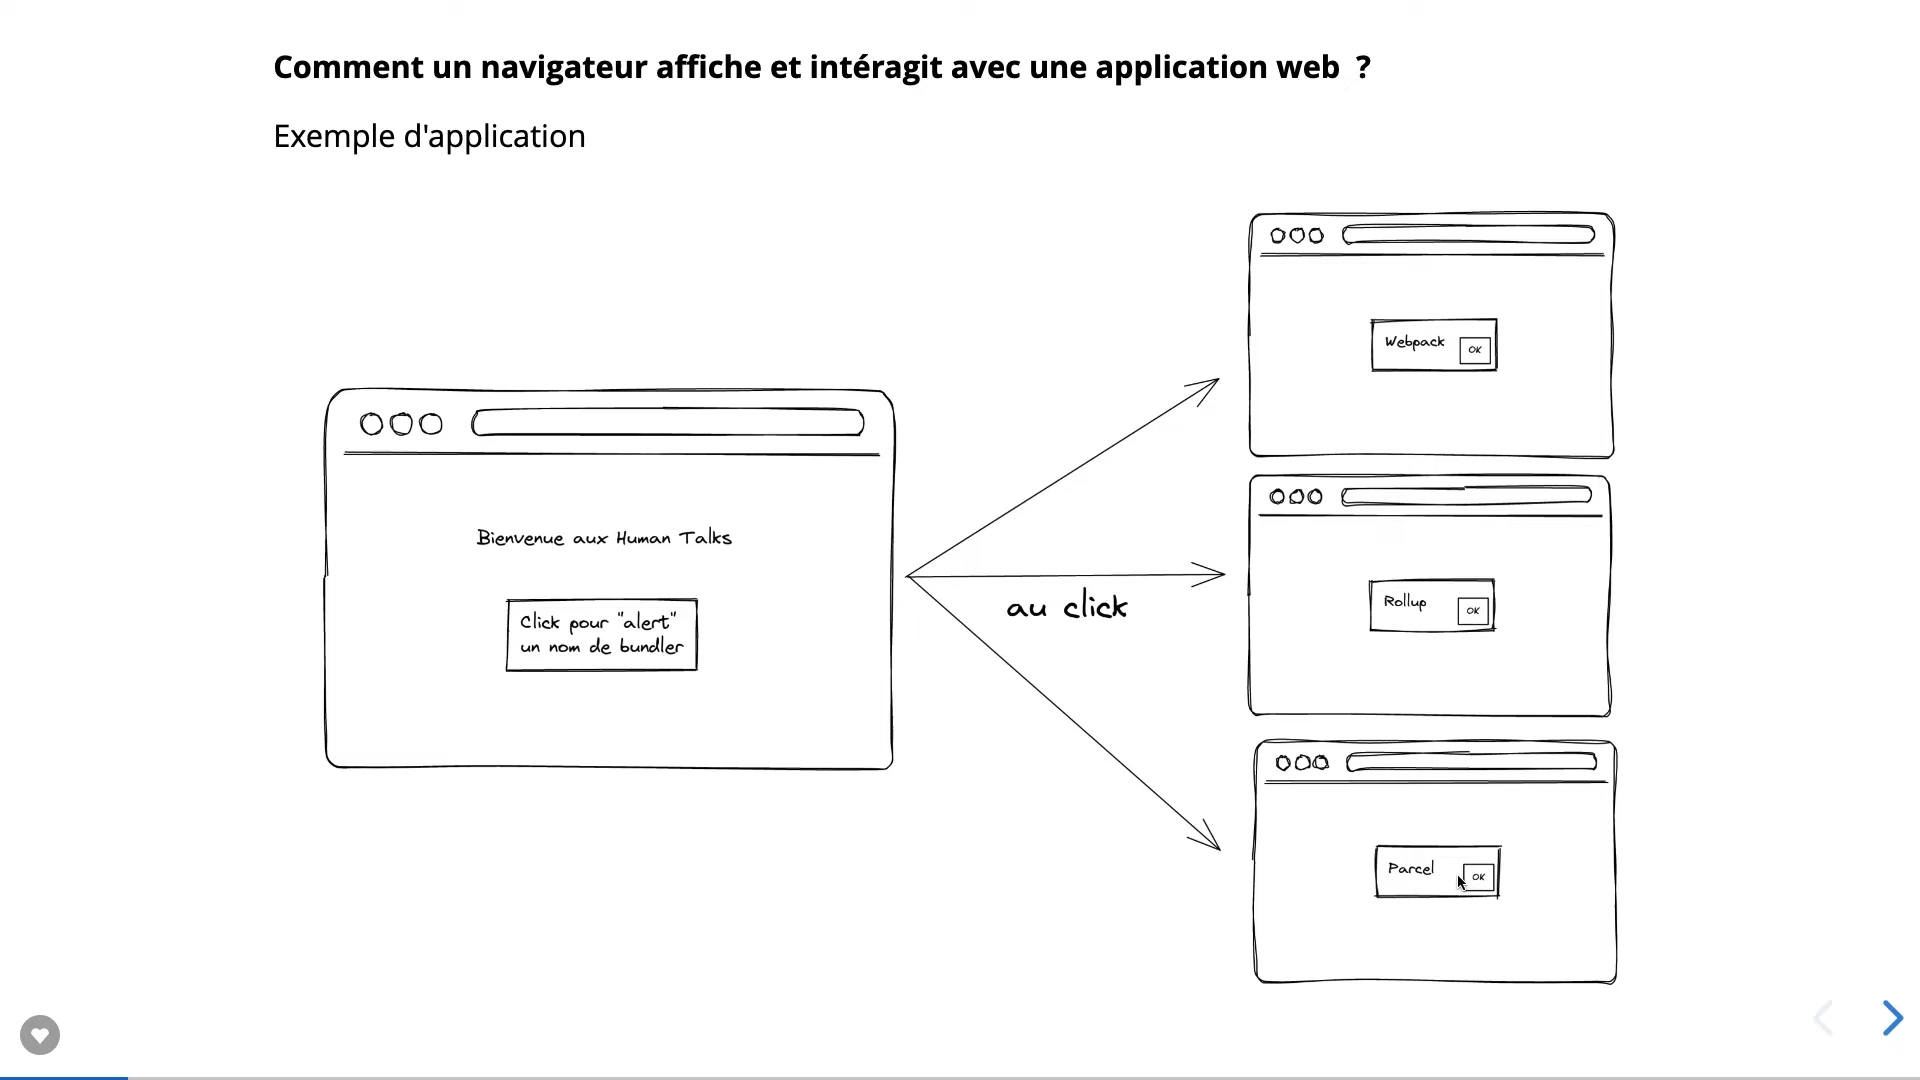 Comment un navigateur affiche et intéragit avec une application web ?
Exemple d'application
Bienvenue aux Human Talks
Click pour "alert"
un nom de bundler
au click
Webpack
OK
Rollup
OK
Parcel
OK